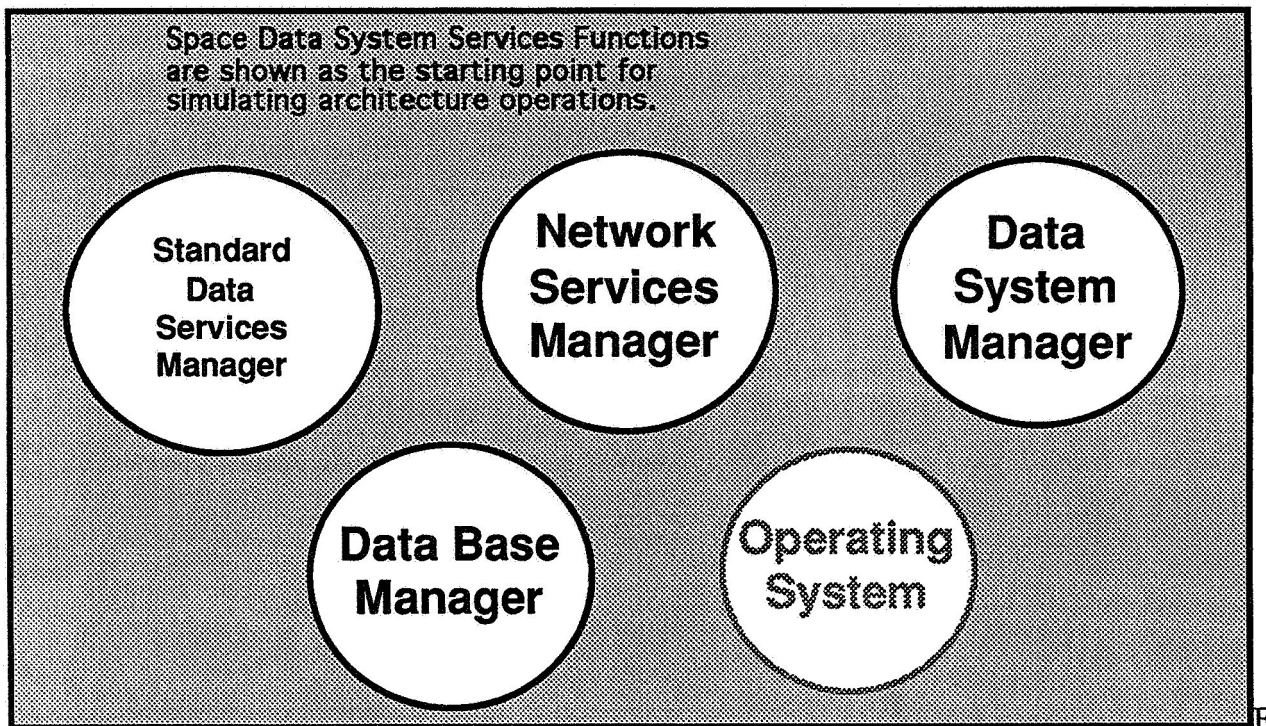 Space Data System Services Functions
are shown as the starting point for
simulating architecture operations.
Standard
Data
Services
Manager
Network
Services
Manager
Data
System
Manager
Data Base
Manager
Operating
System